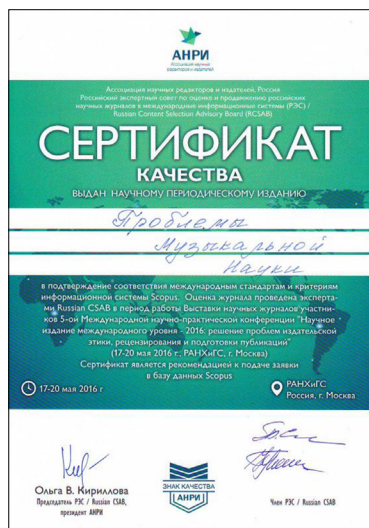 АНРИ
Ассоциация научных
редакторов и издателей
Ассоциация научных редакторов и издателей, Россия
Российский экспертный совет по оценке и продвижению российских
научных журналов в международные информационные системы (РЭС) /
Russian Content Selection Advisory Board (RCSAB)
СЕРТИФИКАТ
КАЧЕСТВА
ВЫДАН НАУЧНОМУ ПЕРИОДИЧЕСКОМУ ИЗДАНИЮ
Проблемы
Музыкальной
Науки
в подтверждение соответствия международным стандартам и критериям
информационной системы Scopus. Оценка журнала проведена эксперта-
ми Russian CSAB в период работы Выставки научных журналов участни-
ков 5-ой Международной научно-практической конференции "Научное
издание международного уровня - 2016: решение проблем издательской
этики, рецензирования и подготовки публикаций"
(17-20 мая 2016 г., РАНХиГС, г. Москва)
Сертификат является рекомендацией к подаче заявки
в базу данных Scopus
17-20 мая 2016 г
РАНХиГС
Россия, г. Москва
Ольга В. Кириллова
Председатель РЭС / Russian CSAB,
президент АНРИ
ЗНАК КАЧЕСТВА
АНРИ
Член РЭС / Russian CSAB